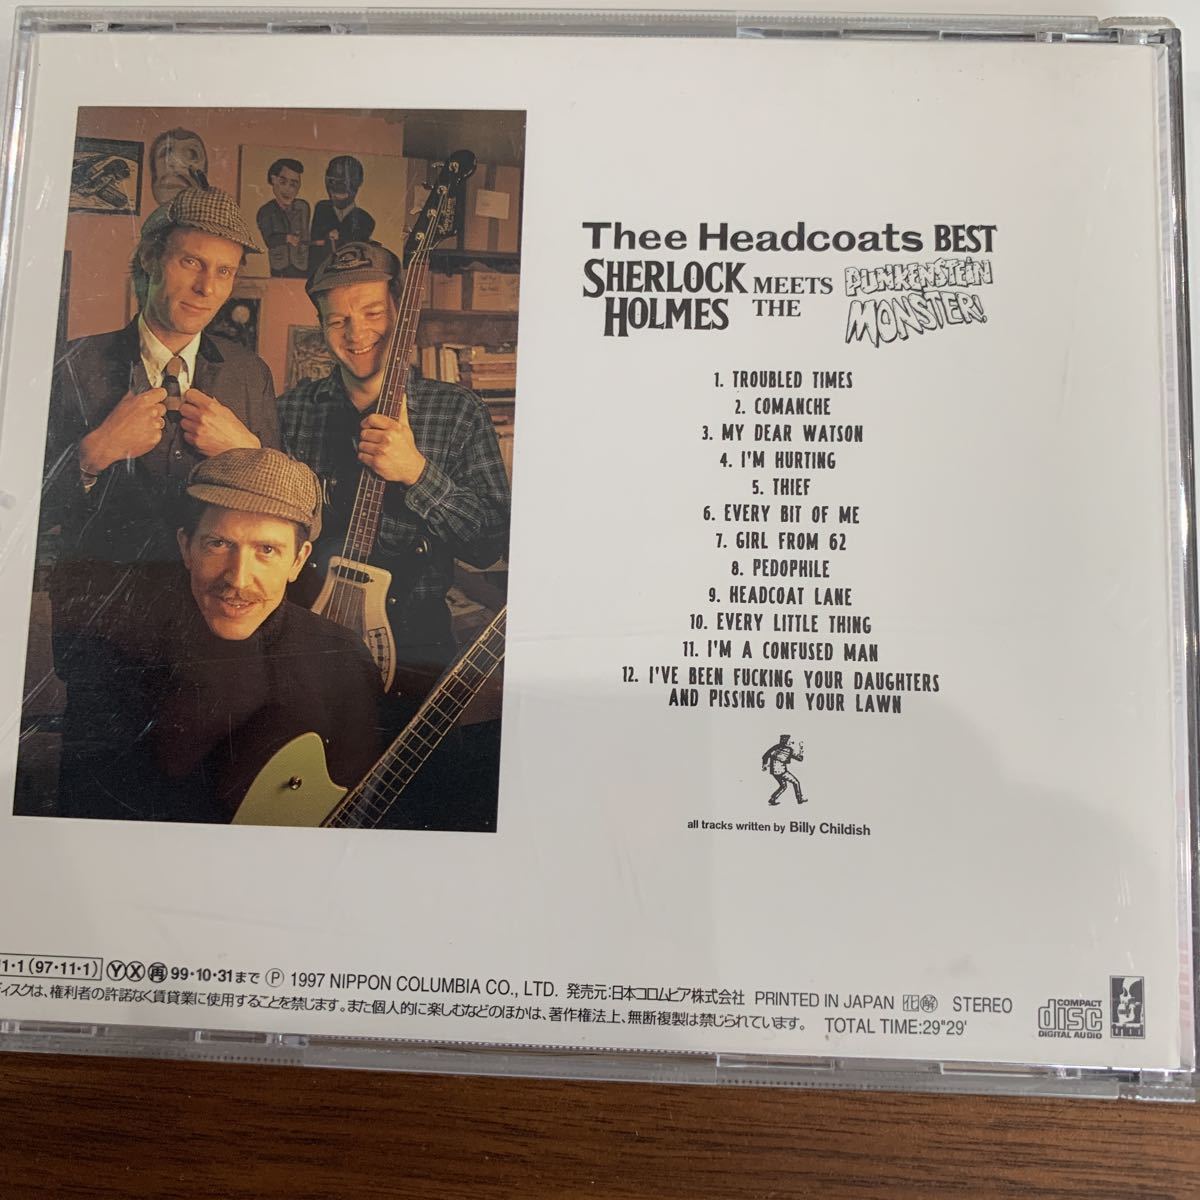 Thee Headcoats BEST
SHERLOCK HOLMES MEETS THE PUNKENSTEIN MONSTER!
1. TROUBLED TIMES
2. COMANCHE
3. MY DEAR WATSON
4. I'M HURTING
5. THIEF
6. EVERY BIT OF ME
7. GIRL FROM 62
8. PEDOPHILE
9. HEADCOAT LANE
10. EVERY LITTLE THING
11. I'M A CONFUSED MAN
12. I'VE BEEN FUCKING YOUR DAUGHTERS
AND PISSING ON YOUR LAWN
all tracks written by Billy Childish
1・1(97・11・1) Ⓨ Ⓧ 再 99・10・31まで Ⓟ 1997 NIPPON COLUMBIA CO., LTD. 発売元:日本コロムビア株式会社 PRINTED IN JAPAN STEREO
ディスクは、権利者の許諾なく賃貸業に使用することを禁じます。また個人的に楽しむなどのほかは、著作権法上、無断複製は禁じられています。 TOTAL TIME:29"29'
COMPACT
disc
DIGITAL AUDIO
triad